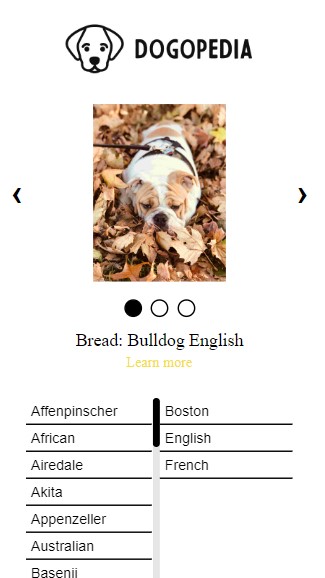 DOGOPEDIA
Bread: Bulldog English
Learn more
Affenpinscher
African
Airedale
Akita
Appenzeller
Australian
Basenji
Boston
English
French